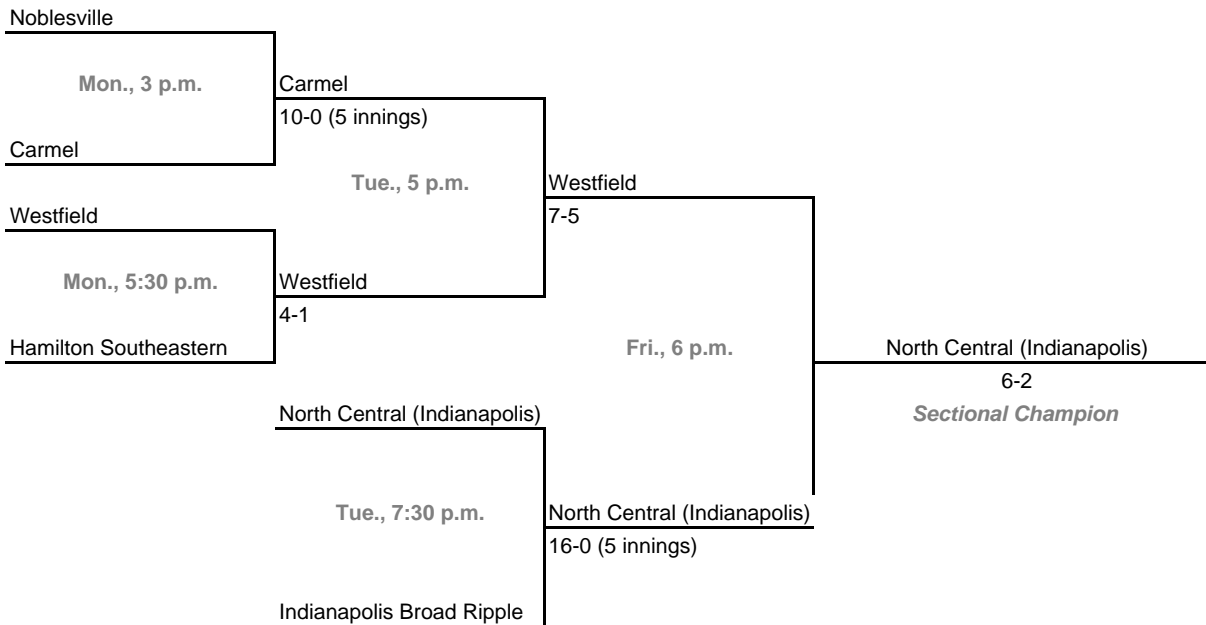 Noblesville
Mon., 3 p.m.
Carmel
10-0 (5 innings)
Carmel
Tue., 5 p.m.
Westfield
7-5
Westfield
Mon., 5:30 p.m.
Westfield
4-1
Hamilton Southeastern
Fri., 6 p.m.
North Central (Indianapolis)
6-2
Sectional Champion
North Central (Indianapolis)
Tue., 7:30 p.m.
North Central (Indianapolis)
16-0 (5 innings)
Indianapolis Broad Ripple